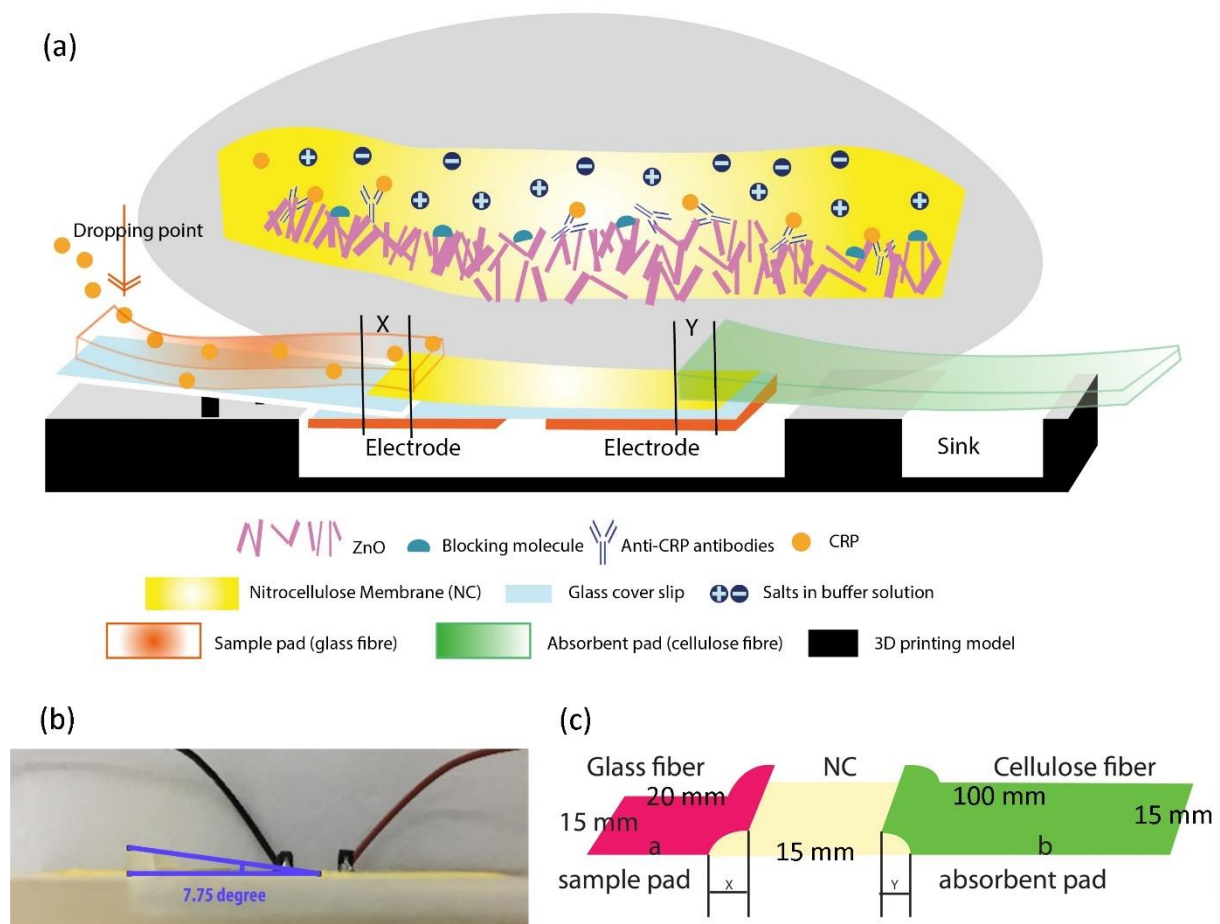 (a)
Dropping point
X
Y
Electrode
Electrode
Sink
ZnO
Blocking molecule
Anti-CRP antibodies
CRP
Nitrocellulose Membrane (NC)
Glass cover slip
Salts in buffer solution
Sample pad (glass fibre)
Absorbent pad (cellulose fibre)
3D printing model
(b)
7.75 degree
(c)
Glass fiber
NC
Cellulose fiber
20 mm
100 mm
15 mm
15 mm
a
15 mm
b
sample pad
X
Y
absorbent pad